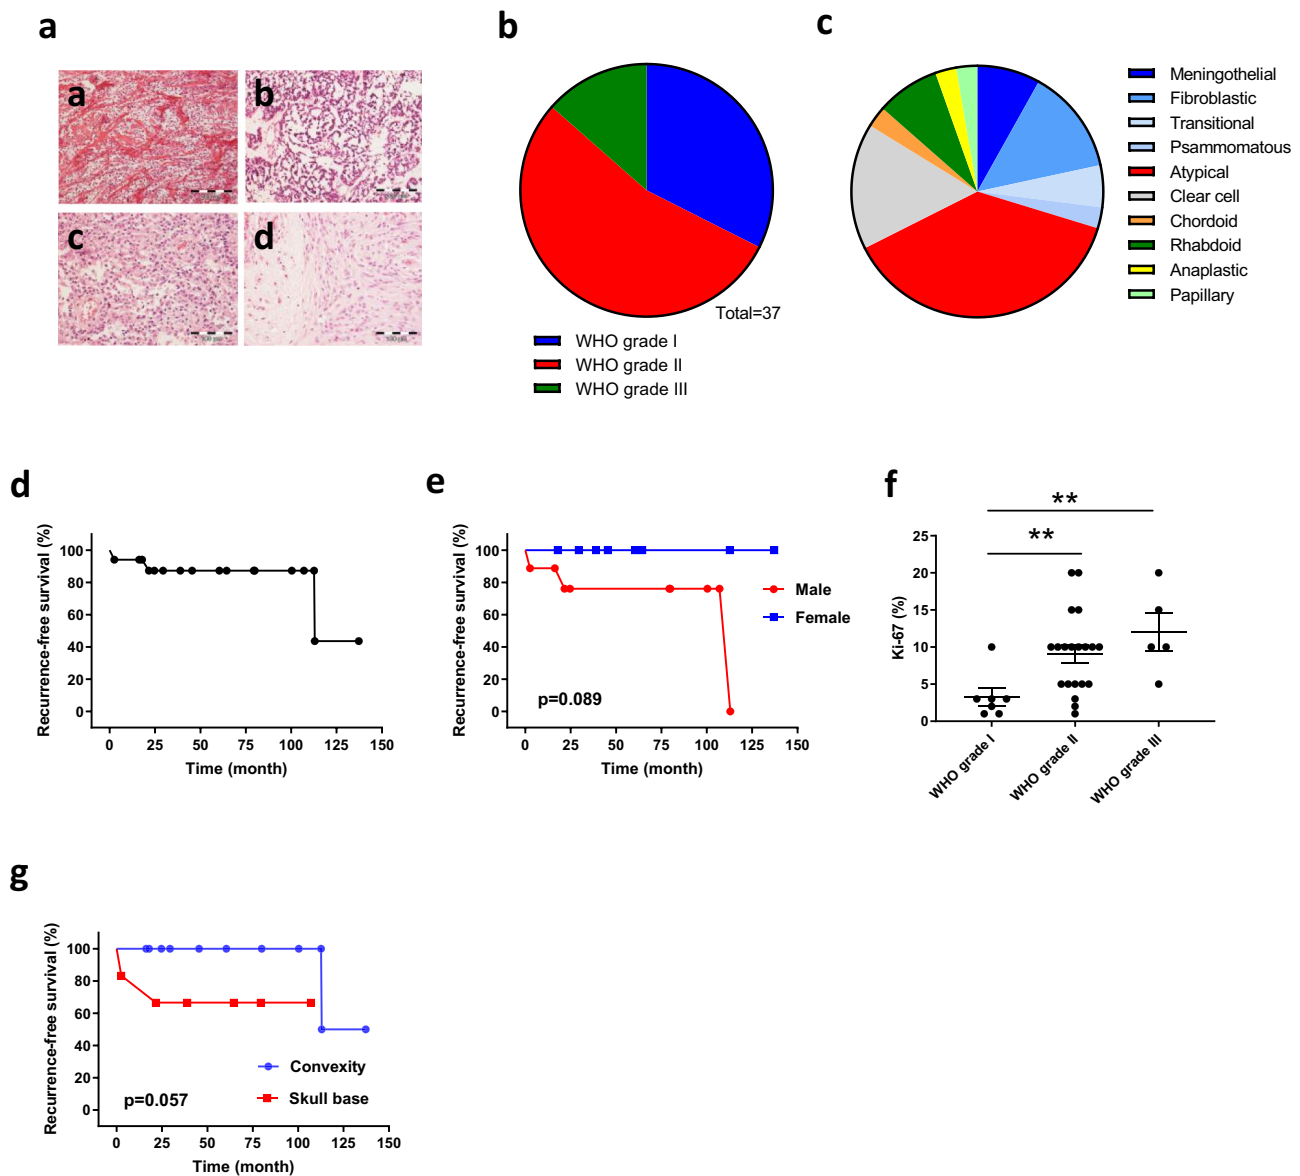 a
b
c
a
b
c
d
100 µm
Total=37
WHO grade I
WHO grade II
WHO grade III
Meningothelial
Fibroblastic
Transitional
Psammomatous
Atypical
Clear cell
Chordoid
Rhabdoid
Anaplastic
Papillary
d
Recurrence-free survival (%)
100
80
60
40
20
0
0 25 50 75 100 125 150
Time (month)
e
Recurrence-free survival (%)
100
80
60
40
20
0
Male
Female
p=0.089
0 25 50 75 100 125 150
Time (month)
f
**
**
Ki-67 (%)
25
20
15
10
5
0
WHO grade I
WHO grade II
WHO grade III
g
Recurrence-free survival (%)
100
80
60
40
20
0
Convexity
Skull base
p=0.057
0 25 50 75 100 125 150
Time (month)